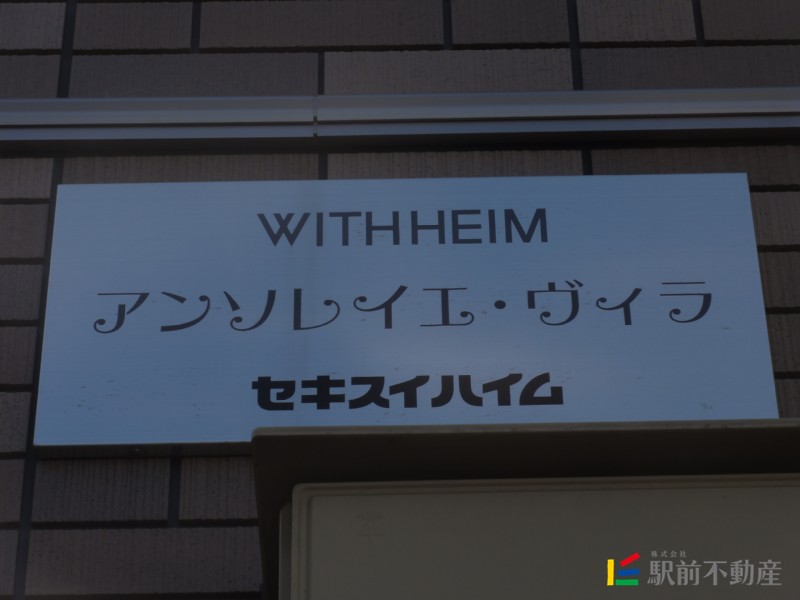 WITHHEIM
アンソレイエ・ヴィラ
セキスイハイム
株式会社
駅前不動産